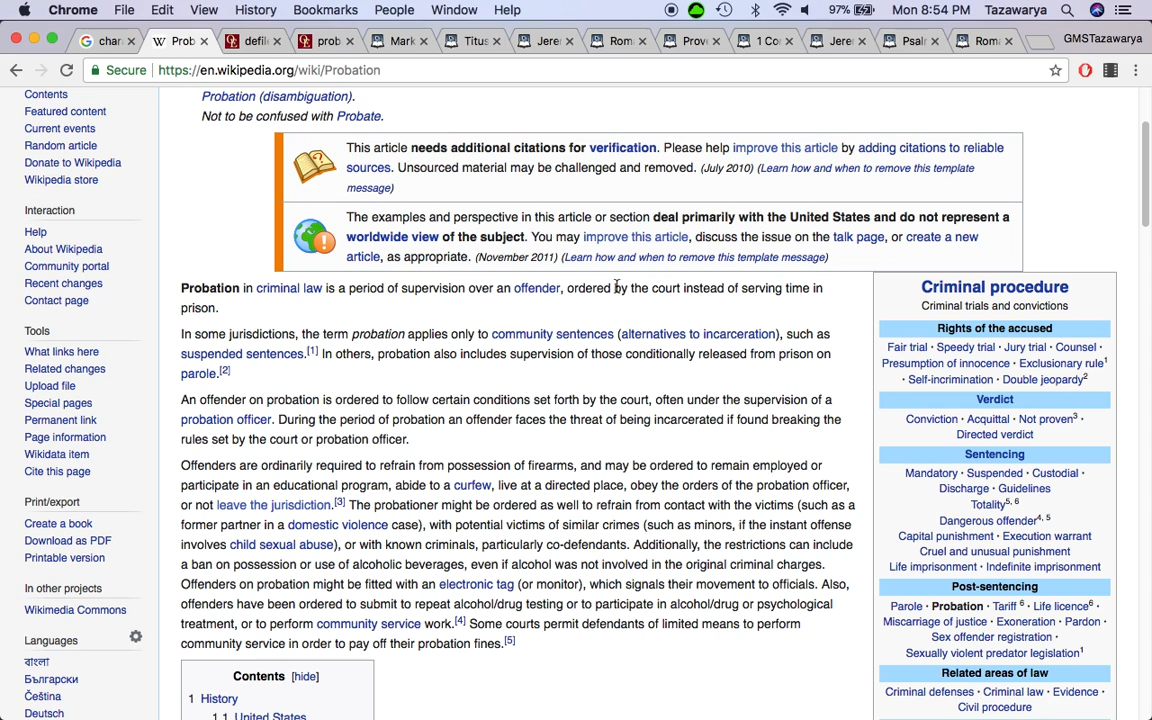 Chrome File Edit View History Bookmarks People Window Help 97% Mon 8:54 PM Tazawarya
chara Prob defile prob Mark Titus Jere Rom Prove 1 Co Jere Psalr Rom GMSTazawarya
Secure https://en.wikipedia.org/wiki/Probation
Contents
Featured content
Current events
Random article
Donate to Wikipedia
Wikipedia store
Interaction
Help
About Wikipedia
Community portal
Recent changes
Contact page
Tools
What links here
Related changes
Upload file
Special pages
Permanent link
Page information
Wikidata item
Cite this page
Print/export
Create a book
Download as PDF
Printable version
In other projects
Wikimedia Commons
Languages
বাংলা
Български
Čeština
Deutsch
Probation (disambiguation).
Not to be confused with Probate.
This article needs additional citations for verification. Please help improve this article by adding citations to reliable
sources. Unsourced material may be challenged and removed. (July 2010) (Learn how and when to remove this template
message)
The examples and perspective in this article or section deal primarily with the United States and do not represent a
worldwide view of the subject. You may improve this article, discuss the issue on the talk page, or create a new
article, as appropriate. (November 2011) (Learn how and when to remove this template message)
Probation in criminal law is a period of supervision over an offender, ordered by the court instead of serving time in
prison.
In some jurisdictions, the term probation applies only to community sentences (alternatives to incarceration), such as
suspended sentences.[1] In others, probation also includes supervision of those conditionally released from prison on
parole.[2]
An offender on probation is ordered to follow certain conditions set forth by the court, often under the supervision of a
probation officer. During the period of probation an offender faces the threat of being incarcerated if found breaking the
rules set by the court or probation officer.
Offenders are ordinarily required to refrain from possession of firearms, and may be ordered to remain employed or
participate in an educational program, abide to a curfew, live at a directed place, obey the orders of the probation officer,
or not leave the jurisdiction.[3] The probationer might be ordered as well to refrain from contact with the victims (such as a
former partner in a domestic violence case), with potential victims of similar crimes (such as minors, if the instant offense
involves child sexual abuse), or with known criminals, particularly co-defendants. Additionally, the restrictions can include
a ban on possession or use of alcoholic beverages, even if alcohol was not involved in the original criminal charges.
Offenders on probation might be fitted with an electronic tag (or monitor), which signals their movement to officials. Also,
offenders have been ordered to submit to repeat alcohol/drug testing or to participate in alcohol/drug or psychological
treatment, or to perform community service work.[4] Some courts permit defendants of limited means to perform
community service in order to pay off their probation fines.[5]
Contents [hide]
1 History
1.1 United States
Criminal procedure
Criminal trials and convictions
Rights of the accused
Fair trial · Speedy trial · Jury trial · Counsel ·
Presumption of innocence · Exclusionary rule1
· Self-incrimination · Double jeopardy2
Verdict
Conviction · Acquittal · Not proven3 ·
Directed verdict
Sentencing
Mandatory · Suspended · Custodial ·
Discharge · Guidelines
Totality5, 6
Dangerous offender4, 5
Capital punishment · Execution warrant
Cruel and unusual punishment
Life imprisonment · Indefinite imprisonment
Post-sentencing
Parole · Probation · Tariff 6 · Life licence6 ·
Miscarriage of justice · Exoneration · Pardon ·
Sex offender registration ·
Sexually violent predator legislation1
Related areas of law
Criminal defenses · Criminal law · Evidence ·
Civil procedure